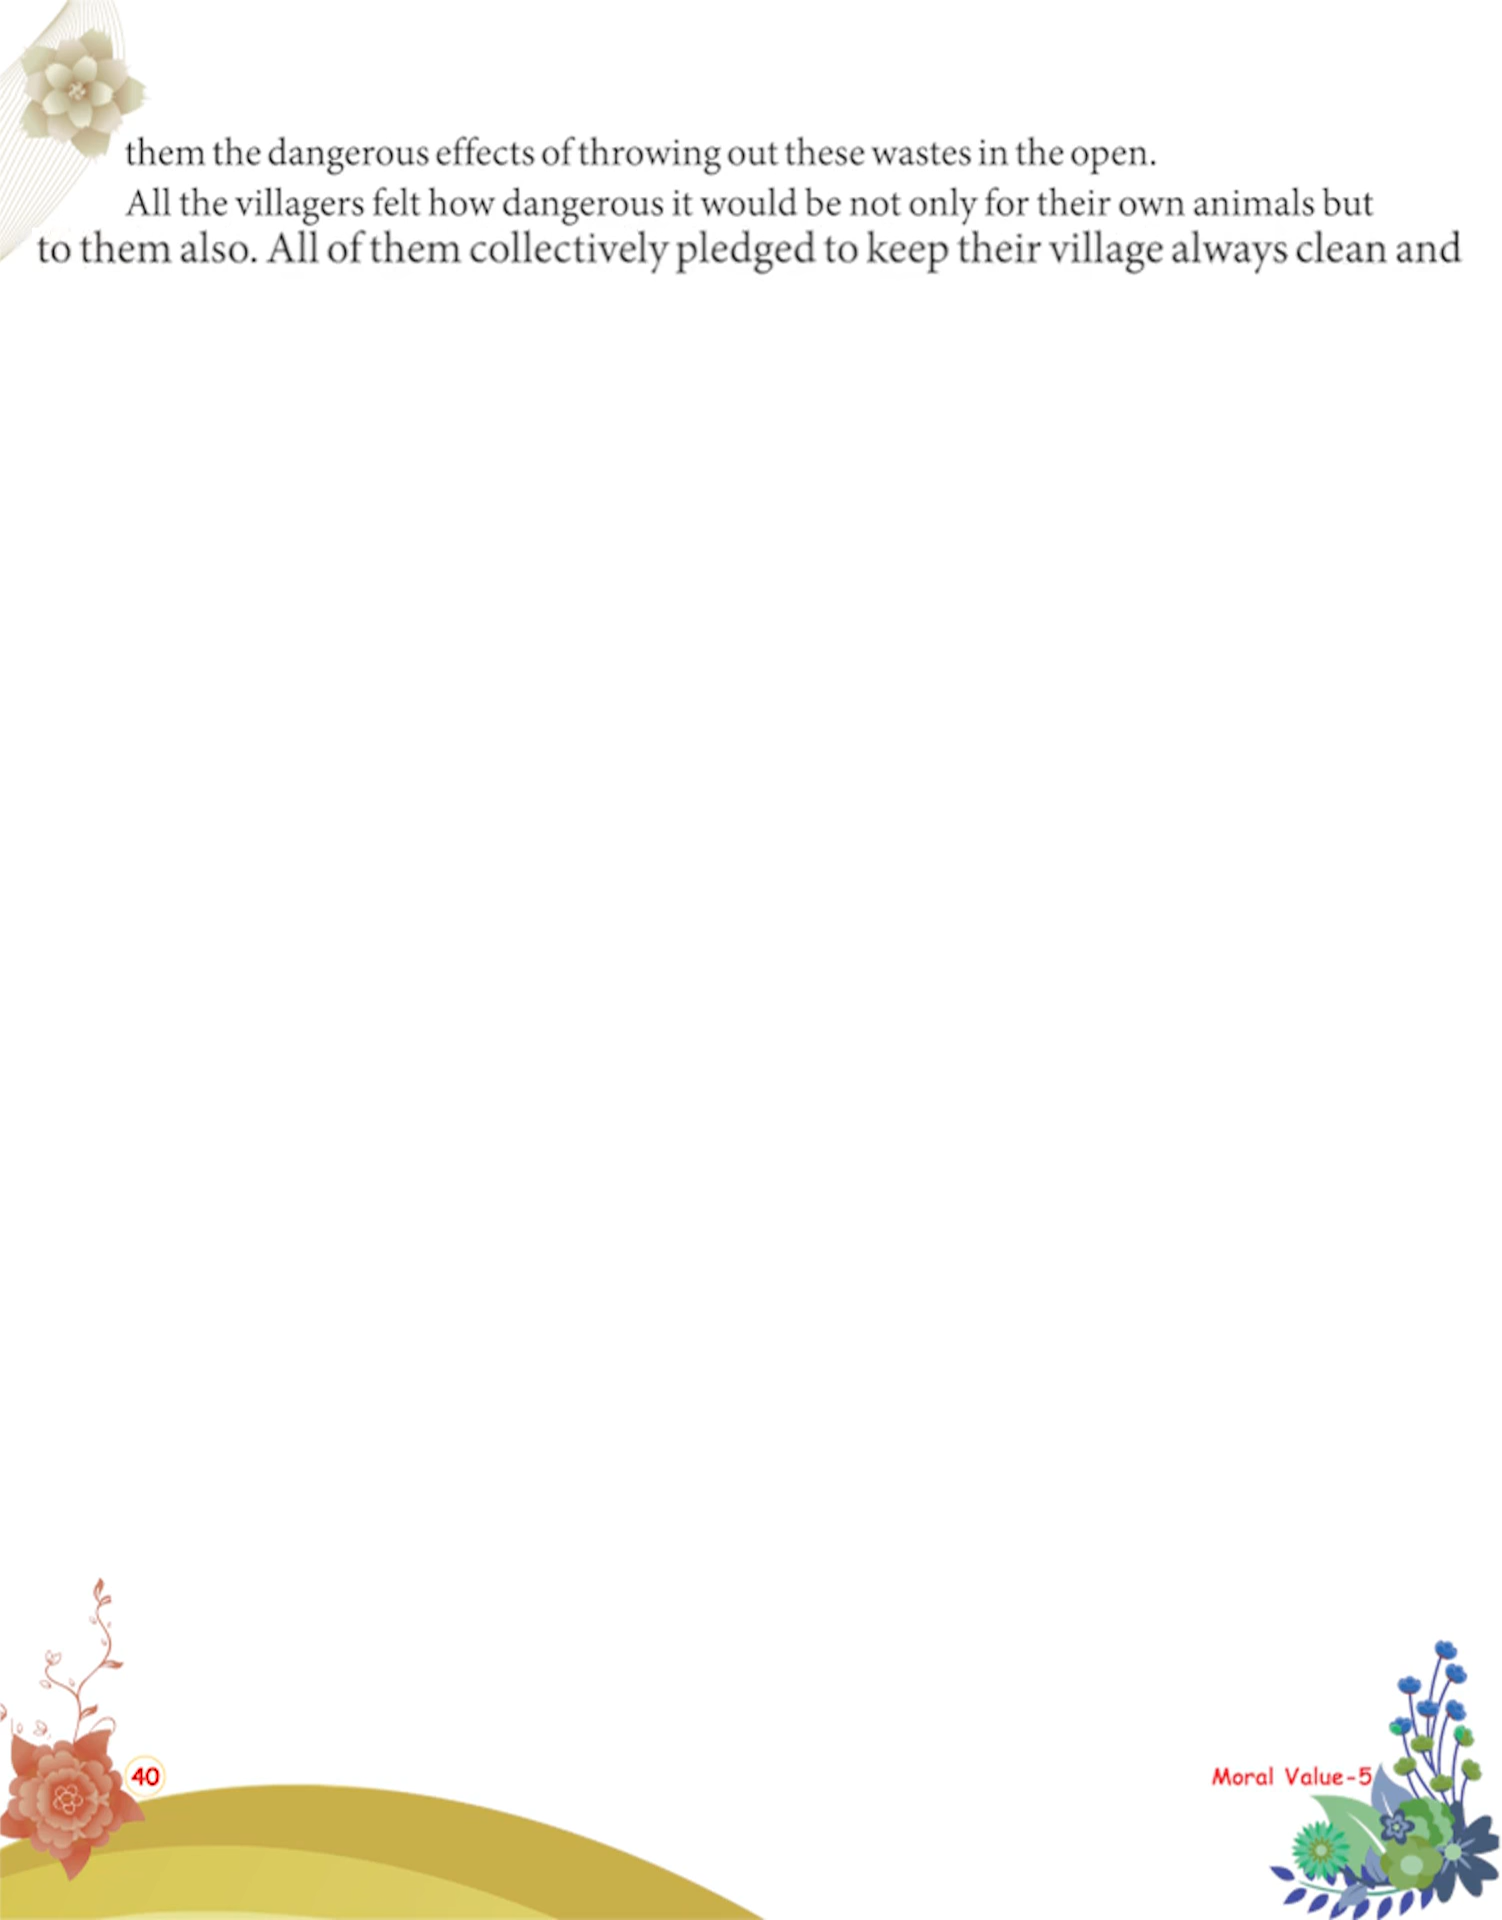 them the dangerous effects of throwing out these wastes in the open.
All the villagers felt how dangerous it would be not only for their own animals but
to them also. All of them collectively pledged to keep their village always clean and
40
Moral Value-5